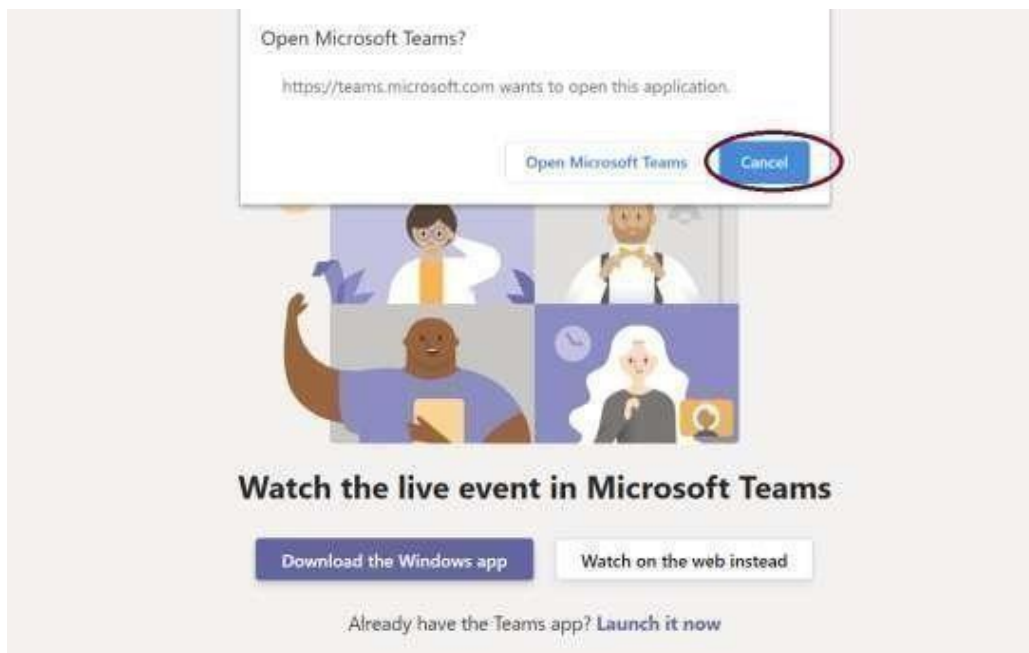 Open Microsoft Teams?
https://teams.microsoft.com wants to open this application.
Open Microsoft Teams
Cancel
Watch the live event in Microsoft Teams
Download the Windows app
Watch on the web instead
Already have the Teams app? Launch it now